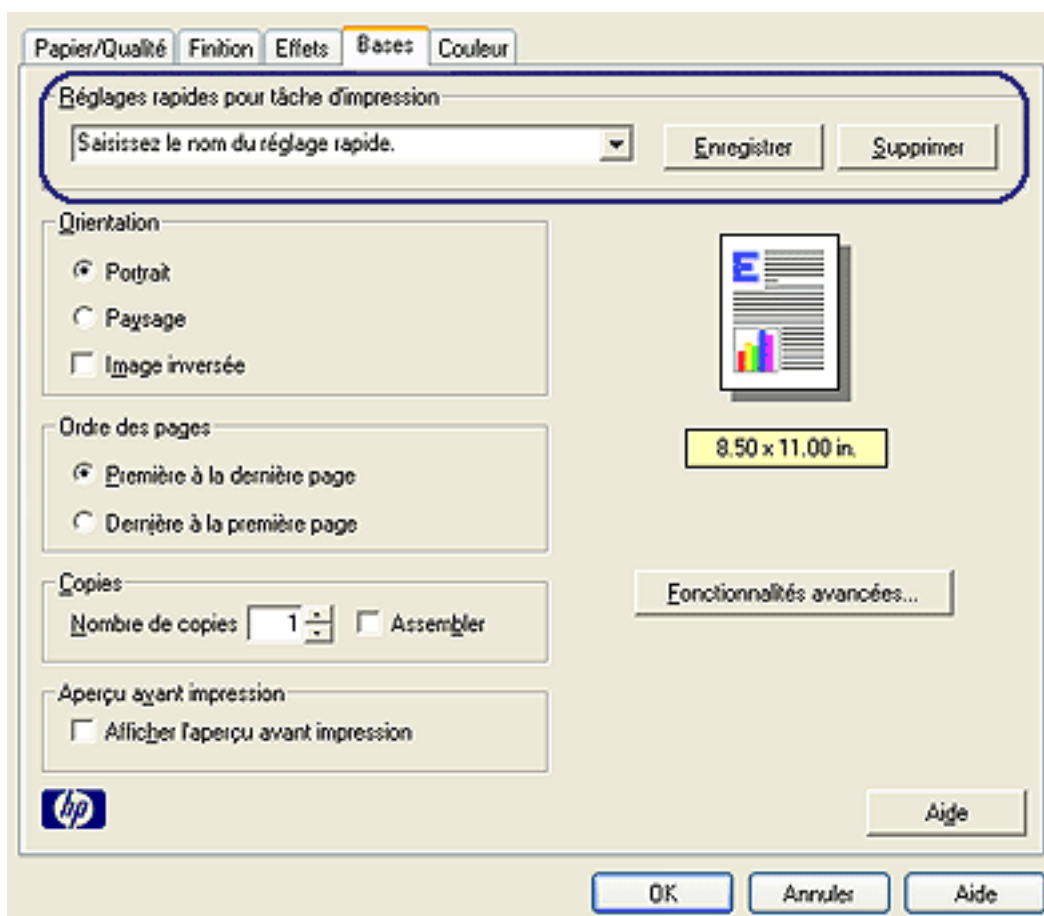 Papier/Qualité Finition Effets Bases Couleur
Réglages rapides pour tâche d'impression
Saisissez le nom du réglage rapide. Enregistrer Supprimer
Orientation
Portrait
Paysage
Image inversée
E
8.50 x 11.00 in.
Ordre des pages
Première à la dernière page
Dernière à la première page
Copies
Nombre de copies 1 Assembler
Fonctionnalités avancées...
Aperçu avant impression
Afficher l'aperçu avant impression
hp
Aide
OK Annuler Aide